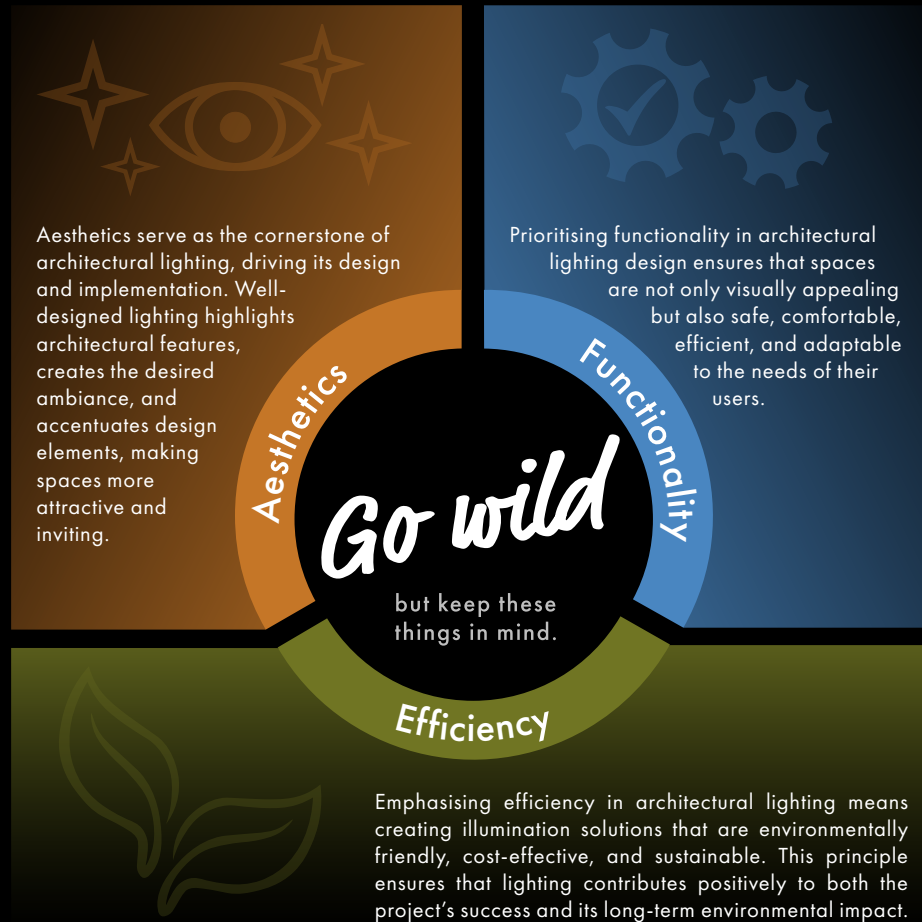 Aesthetics serve as the cornerstone of
architectural lighting, driving its design
and implementation. Well-
designed lighting highlights
architectural features,
creates the desired
ambiance, and
accentuates design
elements, making
spaces more
attractive and
inviting.
Prioritising functionality in architectural
lighting design ensures that spaces
are not only visually appealing
but also safe, comfortable,
efficient, and adaptable
to the needs of their
users.
Aesthetics
Functionality
Go wild
but keep these
things in mind.
Efficiency
Emphasising efficiency in architectural lighting means
creating illumination solutions that are environmentally
friendly, cost-effective, and sustainable. This principle
ensures that lighting contributes positively to both the
project's success and its long-term environmental impact.